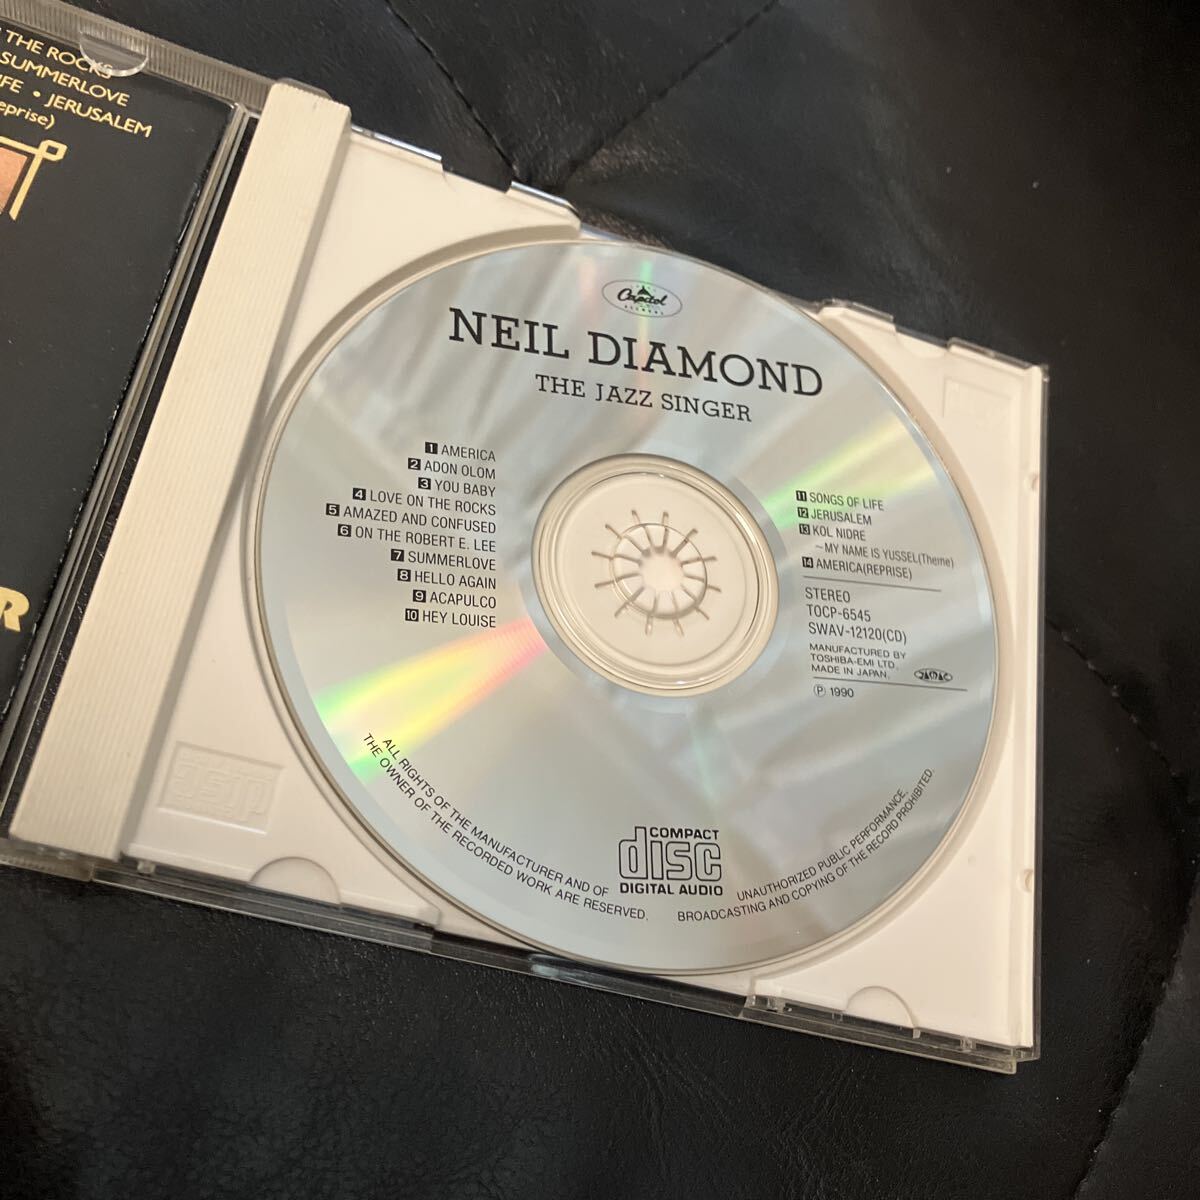 THE ROCKS
SUMMERLOVE
FE • JERUSALEM
eprise)
R
Capitol
RECORDS
NEIL DIAMOND
THE JAZZ SINGER
1 AMERICA
2 ADON OLOM
3 YOU BABY
4 LOVE ON THE ROCKS
5 AMAZED AND CONFUSED
6 ON THE ROBERT E. LEE
7 SUMMERLOVE
8 HELLO AGAIN
9 ACAPULCO
10 HEY LOUISE
11 SONGS OF LIFE
12 JERUSALEM
13 KOL NIDRE
~MY NAME IS YUSSEL(Theme)
14 AMERICA(REPRISE)
STEREO
TOCP-6545
SWAV-12120(CD)
MANUFACTURED BY
TOSHIBA-EMI LTD.
MADE IN JAPAN.
JASRAC
Ⓟ 1990
COMPACT
disc
DIGITAL AUDIO
ALL RIGHTS OF THE MANUFACTURER AND OF
THE OWNER OF THE RECORDED WORK ARE RESERVED.
UNAUTHORIZED PUBLIC PERFORMANCE,
BROADCASTING AND COPYING OF THE RECORD PROHIBITED.